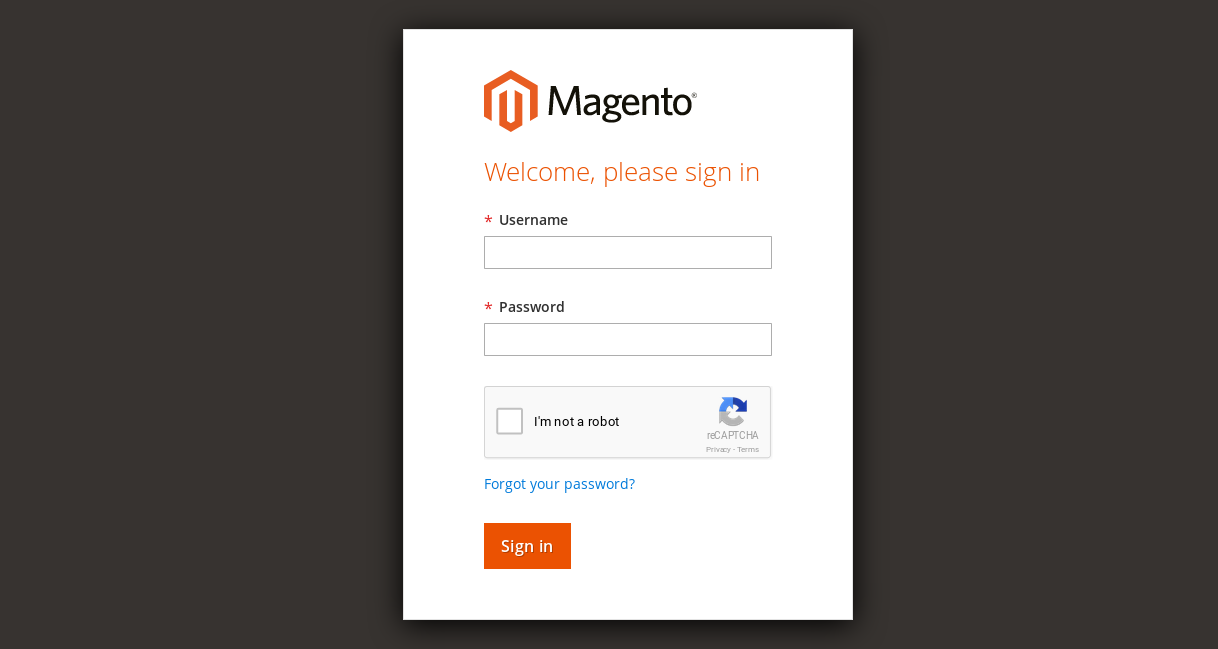 Magento®
Welcome, please sign in
* Username
* Password
I'm not a robot
reCAPTCHA
Privacy - Terms
Forgot your password?
Sign in